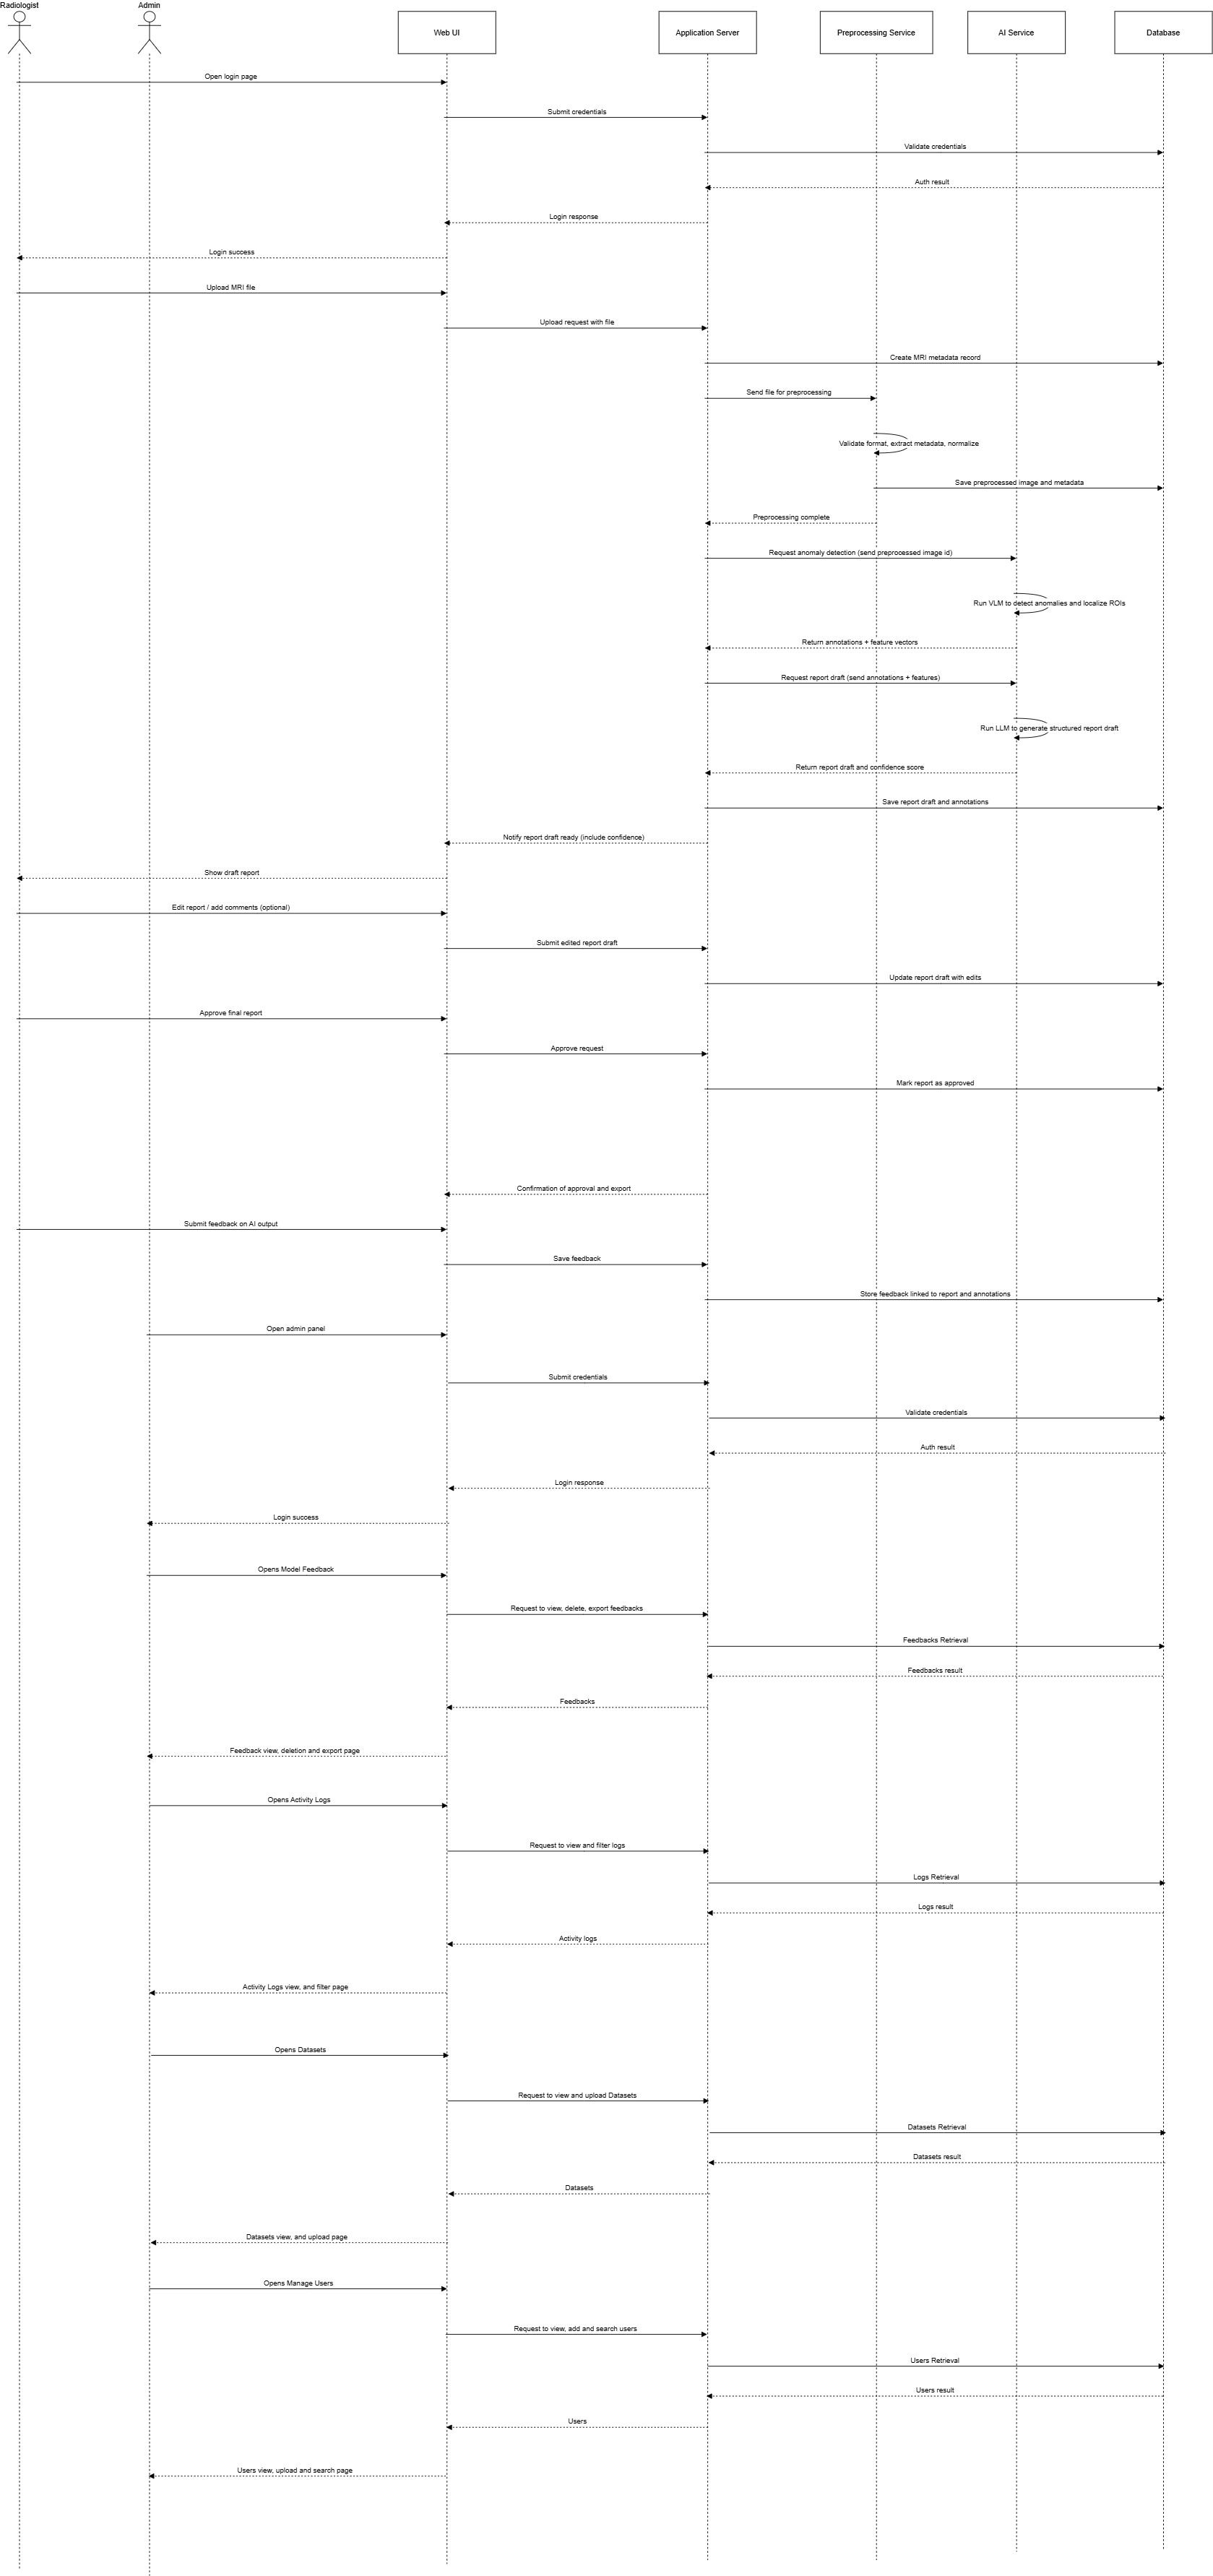 Radiologist
Admin
Web UI
Application Server
Preprocessing Service
AI Service
Database
Open login page
Submit credentials
Validate credentials
Auth result
Login response
Login success
Upload MRI file
Upload request with file
Create MRI metadata record
Send file for preprocessing
Validate format, extract metadata, normalize
Save preprocessed image and metadata
Preprocessing complete
Request anomaly detection (send preprocessed image id)
Run VLM to detect anomalies and localize ROIs
Return annotations + feature vectors
Request report draft (send annotations + features)
Run LLM to generate structured report draft
Return report draft and confidence score
Save report draft and annotations
Notify report draft ready (include confidence)
Show draft report
Edit report / add comments (optional)
Submit edited report draft
Update report draft with edits
Approve final report
Approve request
Mark report as approved
Confirmation of approval and export
Submit feedback on AI output
Save feedback
Store feedback linked to report and annotations
Open admin panel
Submit credentials
Validate credentials
Auth result
Login response
Login success
Opens Model Feedback
Request to view, delete, export feedbacks
Feedbacks Retrieval
Feedbacks result
Feedbacks
Feedback view, deletion and export page
Opens Activity Logs
Request to view and filter logs
Logs Retrieval
Logs result
Activity logs
Activity Logs view, and filter page
Opens Datasets
Request to view and upload Datasets
Datasets Retrieval
Datasets result
Datasets
Datasets view, and upload page
Opens Manage Users
Request to view, add and search users
Users Retrieval
Users result
Users
Users view, upload and search page